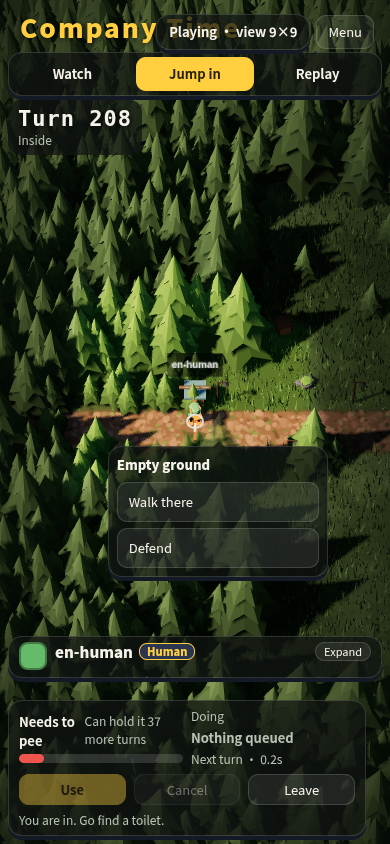 Company Time
Playing • view 9×9
Menu
Watch
Jump in
Replay
Turn 208
Inside
en-human
Empty ground
Walk there
Defend
en-human
Human
Expand
Needs to pee
Can hold it 37 more turns
Doing
Nothing queued
Next turn • 0.2s
Use
Cancel
Leave
You are in. Go find a toilet.